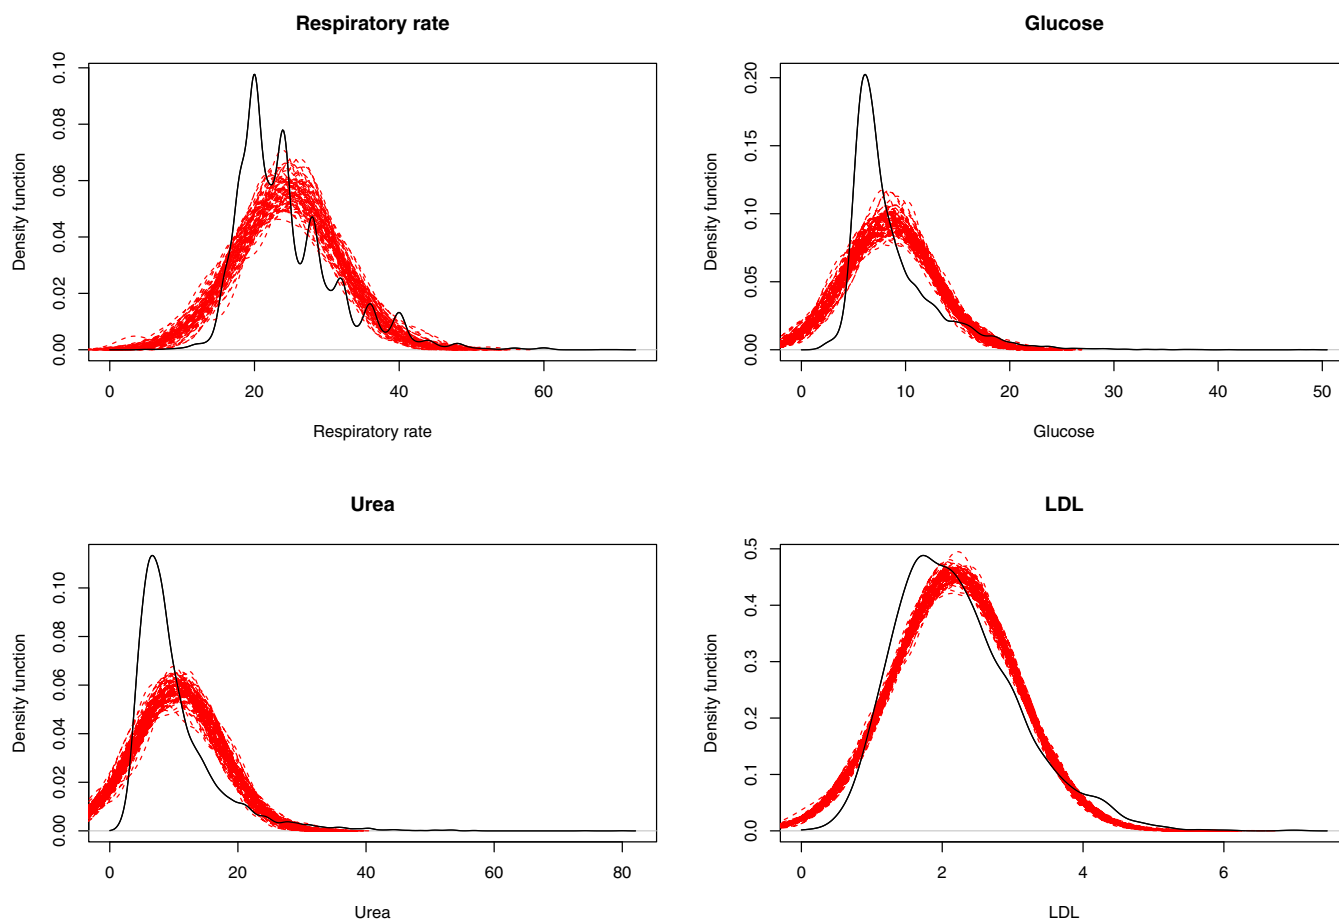 Respiratory rate
Density function
0.00 0.02 0.04 0.06 0.08 0.10
0 20 40 60
Respiratory rate
Glucose
Density function
0.00 0.05 0.10 0.15 0.20
0 10 20 30 40 50
Glucose
Urea
Density function
0.00 0.02 0.04 0.06 0.08 0.10
0 20 40 60 80
Urea
LDL
Density function
0.0 0.1 0.2 0.3 0.4 0.5
0 2 4 6
LDL